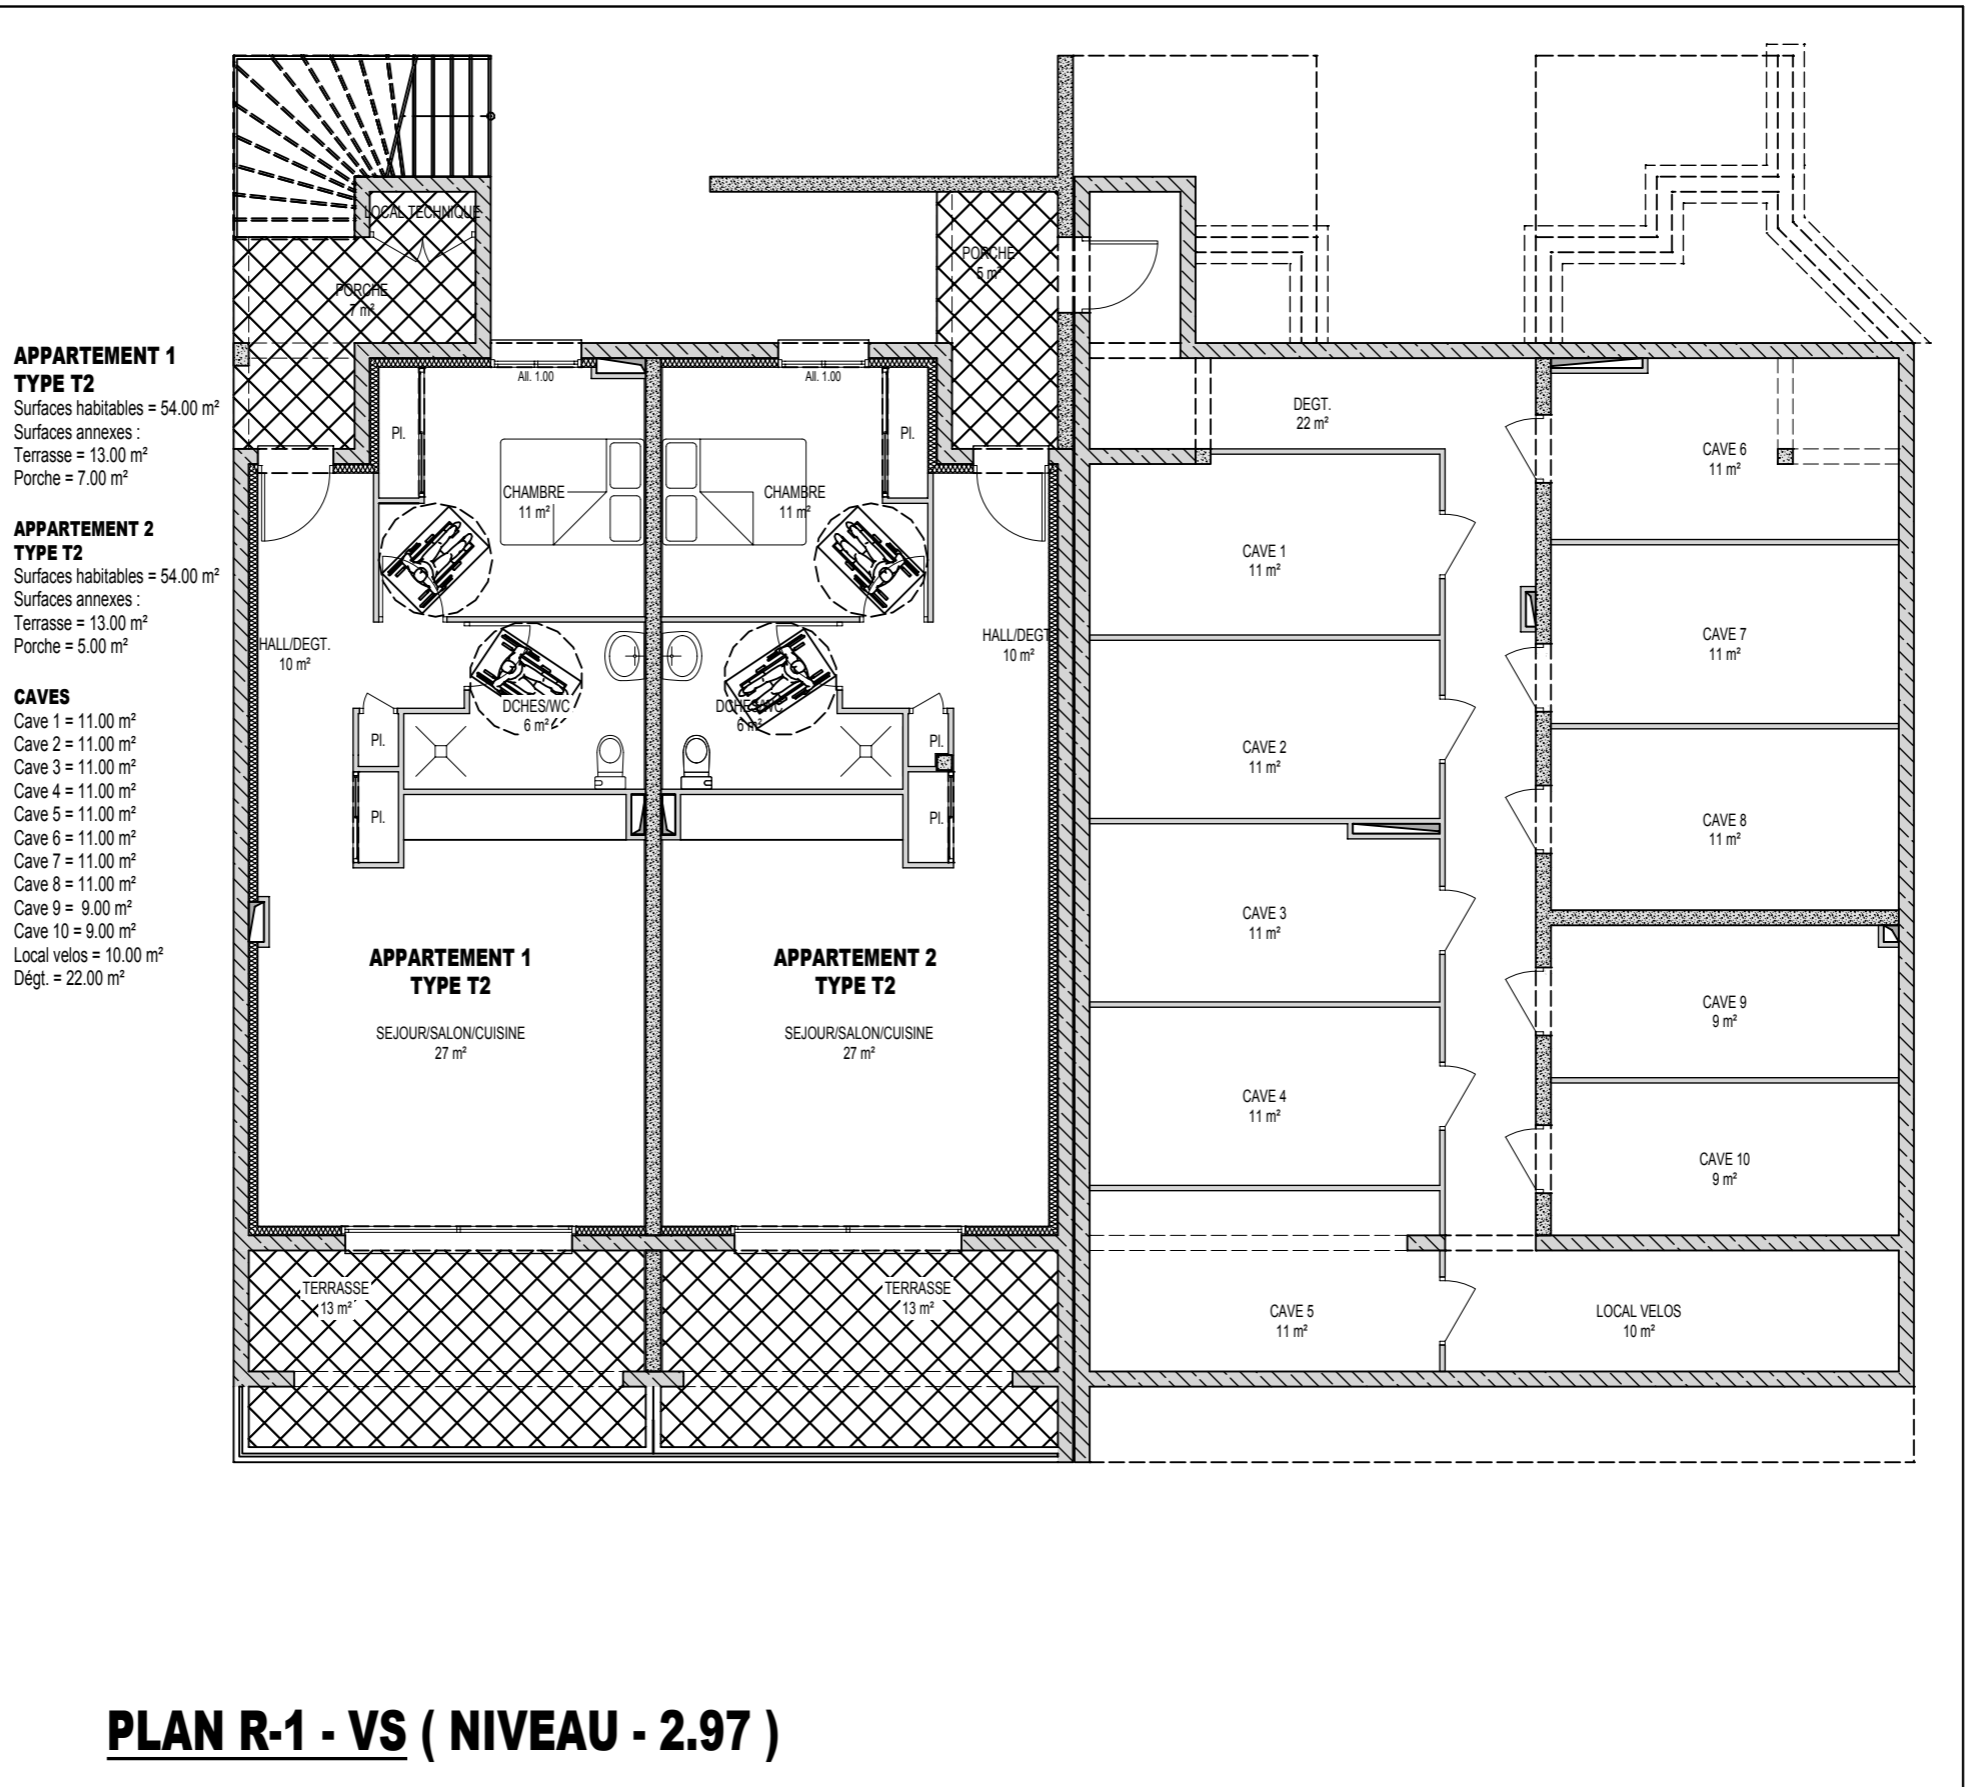 APPARTEMENT 1
TYPE T2
Surfaces habitables = 54.00 m²
Surfaces annexes :
Terrasse = 13.00 m²
Porche = 7.00 m²
APPARTEMENT 2
TYPE T2
Surfaces habitables = 54.00 m²
Surfaces annexes :
Terrasse = 13.00 m²
Porche = 5.00 m²
CAVES
Cave 1 = 11.00 m²
Cave 2 = 11.00 m²
Cave 3 = 11.00 m²
Cave 4 = 11.00 m²
Cave 5 = 11.00 m²
Cave 6 = 11.00 m²
Cave 7 = 11.00 m²
Cave 8 = 11.00 m²
Cave 9 = 9.00 m²
Cave 10 = 9.00 m²
Local velos = 10.00 m²
Dégt. = 22.00 m²
LOCAL TECHNIQUE
PORCHE
7 m²
PORCHE
5 m²
All. 1.00
All. 1.00
Pl.
Pl.
CHAMBRE
11 m²
CHAMBRE
11 m²
HALL/DEGT.
10 m²
HALL/DEGT.
10 m²
DCHES/WC
6 m²
DCHES/WC
6 m²
Pl.
Pl.
Pl.
Pl.
APPARTEMENT 1
TYPE T2
SEJOUR/SALON/CUISINE
27 m²
APPARTEMENT 2
TYPE T2
SEJOUR/SALON/CUISINE
27 m²
TERRASSE
13 m²
TERRASSE
13 m²
DEGT.
22 m²
CAVE 1
11 m²
CAVE 2
11 m²
CAVE 3
11 m²
CAVE 4
11 m²
CAVE 5
11 m²
CAVE 6
11 m²
CAVE 7
11 m²
CAVE 8
11 m²
CAVE 9
9 m²
CAVE 10
9 m²
LOCAL VELOS
10 m²
PLAN R-1 - VS ( NIVEAU - 2.97 )